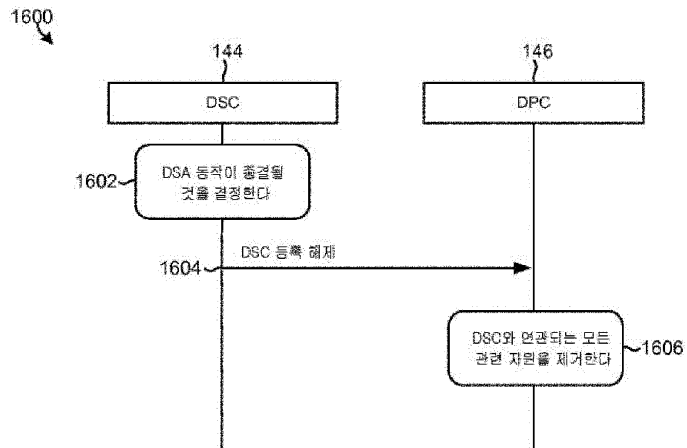 1600
144
146
DSC
DPC
1602
DSA 동작이 종결될
것을 결정한다
1604
DSC 등록 해제
DSC와 연관되는 모든
관련 자원을 제거한다
1606